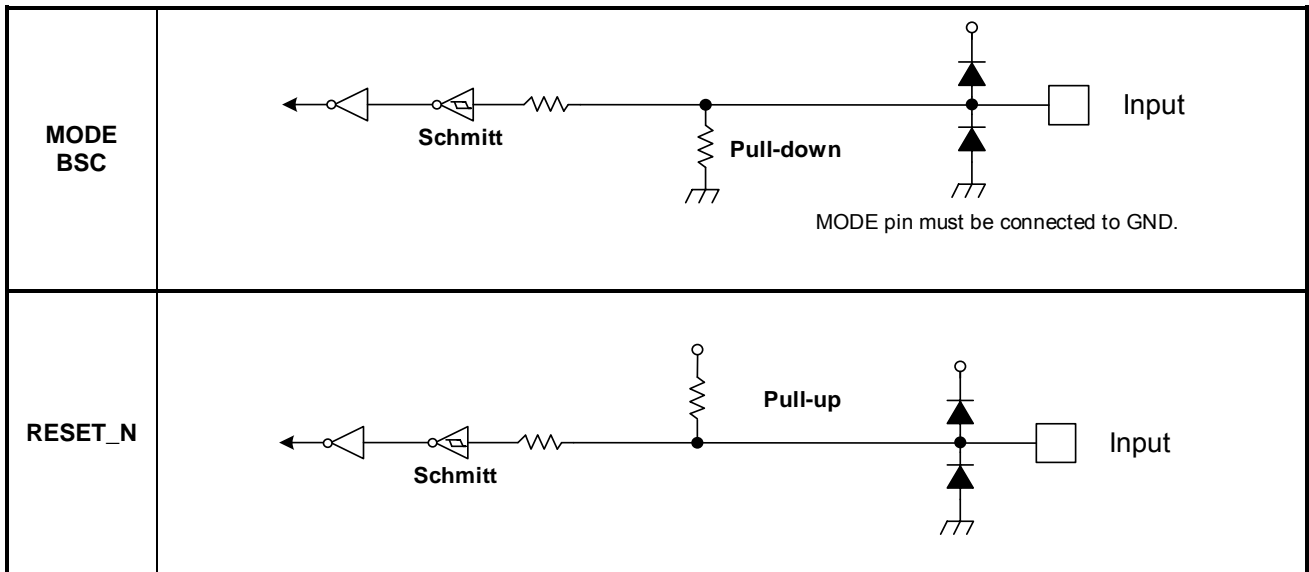 MODE
BSC
Schmitt
Pull-down
Input
MODE pin must be connected to GND.
RESET_N
Schmitt
Pull-up
Input